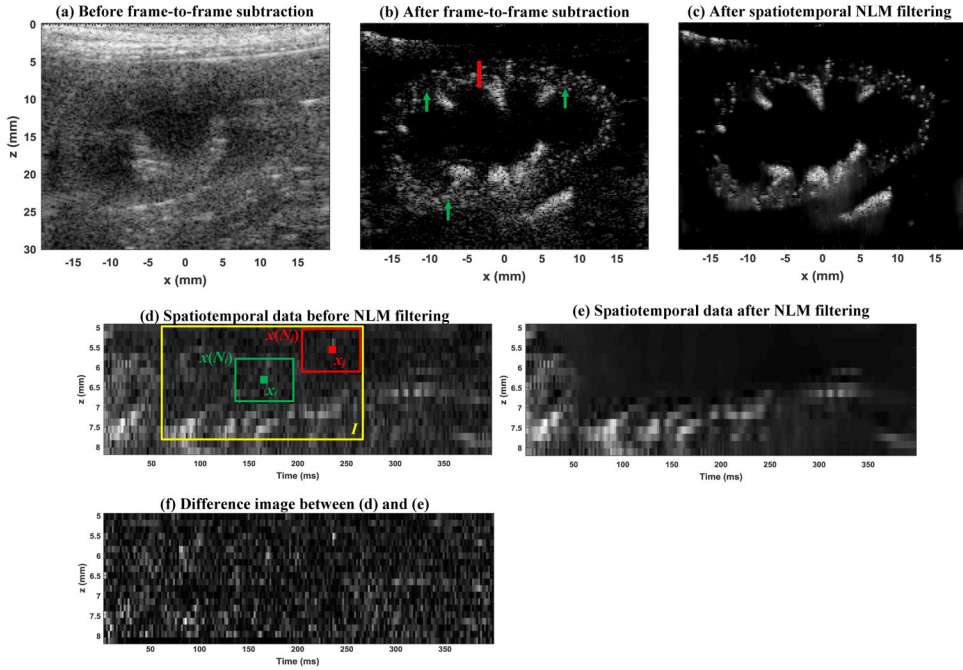 (a) Before frame-to-frame subtraction
(b) After frame-to-frame subtraction
(c) After spatiotemporal NLM filtering
0
5
10
15
20
25
30
z (mm)
-15 -10 -5 0 5 10 15
x (mm)
-15 -10 -5 0 5 10 15
x (mm)
-15 -10 -5 0 5 10 15
x (mm)
(d) Spatiotemporal data before NLM filtering
5
5.5
6
6.5
7
7.5
8
z (mm)
x(Nj)
xj
x(Ni)
xi
I
50 100 150 200 250 300 350
Time (ms)
(e) Spatiotemporal data after NLM filtering
5
5.5
6
6.5
7
7.5
8
z (mm)
50 100 150 200 250 300 350
Time (ms)
(f) Difference image between (d) and (e)
5
5.5
6
6.5
7
7.5
8
z (mm)
50 100 150 200 250 300 350
Time (ms)